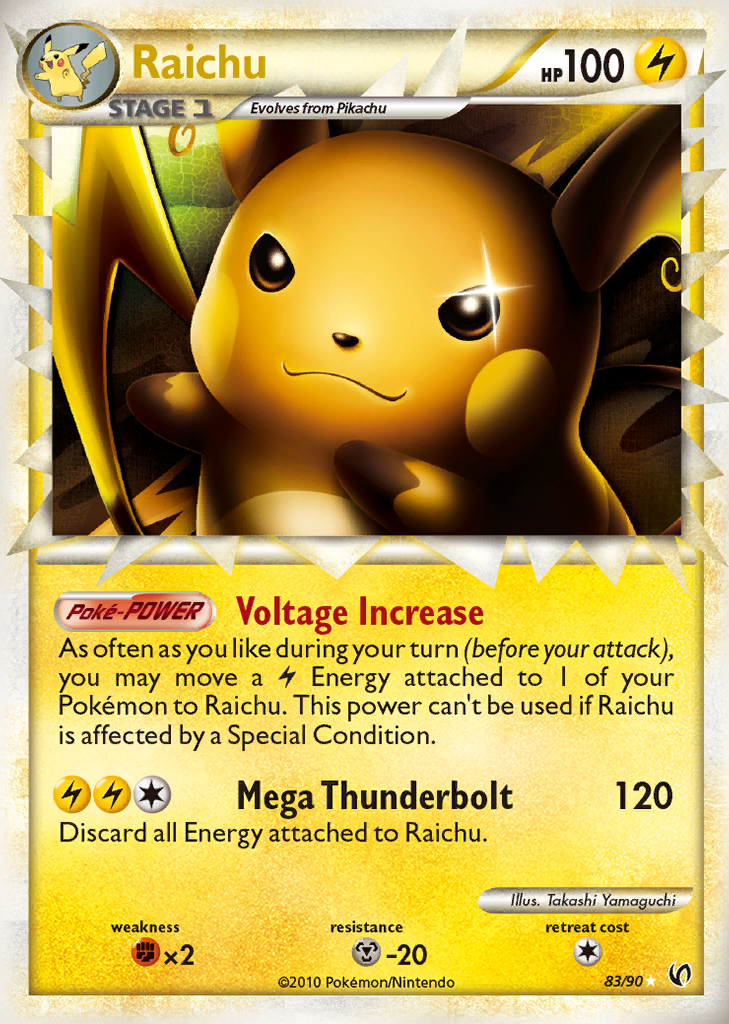 Raichu
HP100
STAGE 1
Evolves from Pikachu
Poké-POWER Voltage Increase
As often as you like during your turn (before your attack),
you may move a Energy attached to 1 of your
Pokémon to Raichu. This power can't be used if Raichu
is affected by a Special Condition.
Mega Thunderbolt 120
Discard all Energy attached to Raichu.
Illus. Takashi Yamaguchi
weakness resistance retreat cost
×2 -20
©2010 Pokémon/Nintendo 83/90